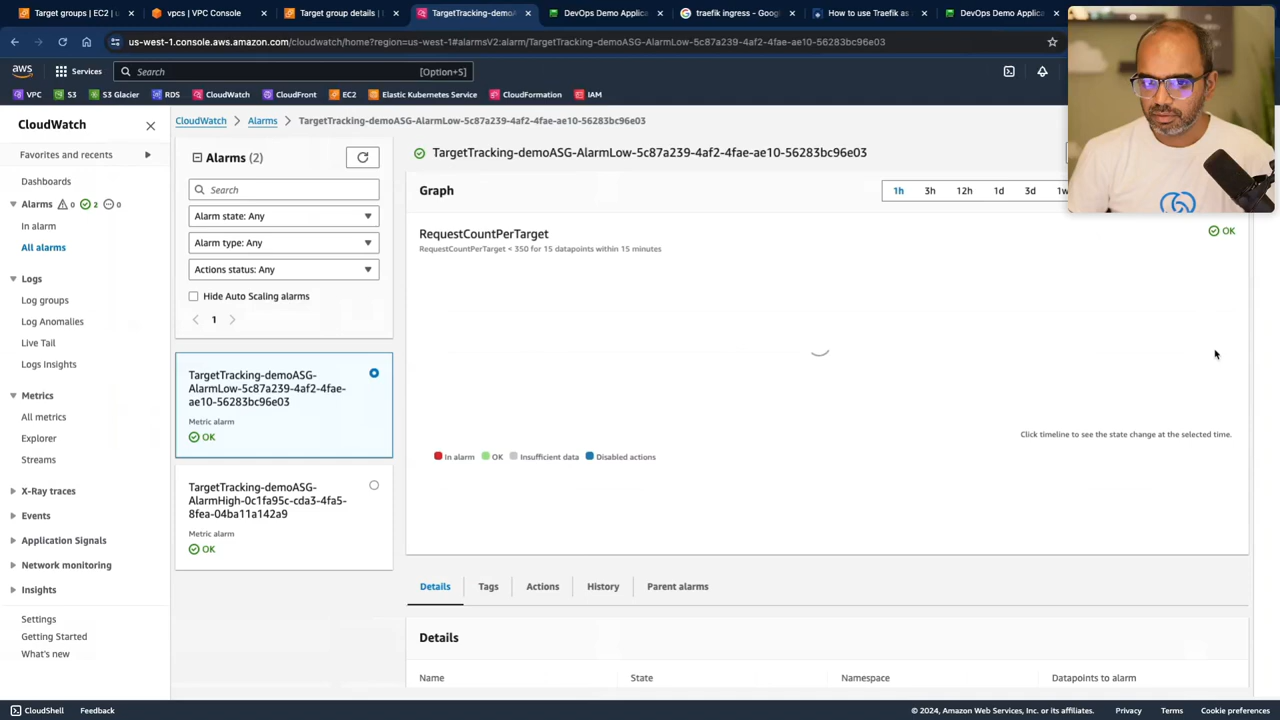 Target groups | EC2 | u
vpcs | VPC Console
Target group details |
TargetTracking-demoASG-
DevOps Demo Application
traefik ingress - Google
How to use Traefik as
DevOps Demo Applica
us-west-1.console.aws.amazon.com/cloudwatch/home?region=us-west-1#alarmsV2:alarm/TargetTracking-demoASG-AlarmLow-5c87a239-4af2-4fae-ae10-56283bc96e03
aws
Services
Search
[Option+S]
VPC
S3
S3 Glacier
RDS
CloudWatch
CloudFront
EC2
Elastic Kubernetes Service
CloudFormation
IAM
CloudWatch
Favorites and recents
Dashboards
Alarms 0 2 0
In alarm
All alarms
Logs
Log groups
Log Anomalies
Live Tail
Logs Insights
Metrics
All metrics
Explorer
Streams
X-Ray traces
Events
Application Signals
Network monitoring
Insights
Settings
Getting Started
What's new
CloudWatch
Alarms
TargetTracking-demoASG-AlarmLow-5c87a239-4af2-4fae-ae10-56283bc96e03
Alarms (2)
Search
Alarm state: Any
Alarm type: Any
Actions status: Any
Hide Auto Scaling alarms
1
TargetTracking-demoASG-
AlarmLow-5c87a239-4af2-4fae-
ae10-56283bc96e03
Metric alarm
OK
TargetTracking-demoASG-
AlarmHigh-0c1fa95c-cda3-4fa5-
8fea-04ba11a142a9
Metric alarm
OK
TargetTracking-demoASG-AlarmLow-5c87a239-4af2-4fae-ae10-56283bc96e03
Graph
1h 3h 12h 1d 3d 1w
RequestCountPerTarget
OK
RequestCountPerTarget < 350 for 15 datapoints within 15 minutes
Click timeline to see the state change at the selected time.
In alarm OK Insufficient data Disabled actions
Details
Tags
Actions
History
Parent alarms
Details
Name
State
Namespace
Datapoints to alarm
CloudShell
Feedback
© 2024, Amazon Web Services, Inc. or its affiliates.
Privacy
Terms
Cookie preferences